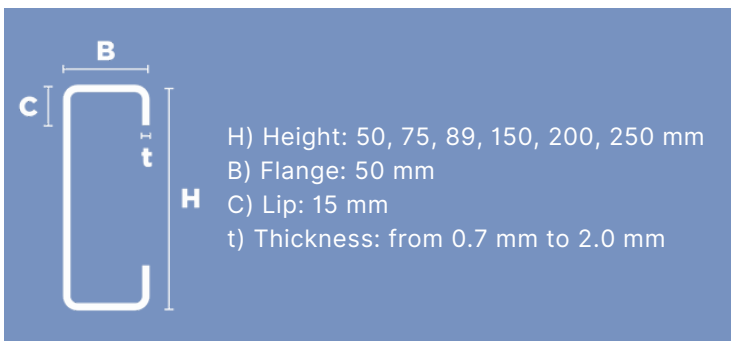 B
C
t
H
H) Height: 50, 75, 89, 150, 200, 250 mm
B) Flange: 50 mm
C) Lip: 15 mm
t) Thickness: from 0.7 mm to 2.0 mm